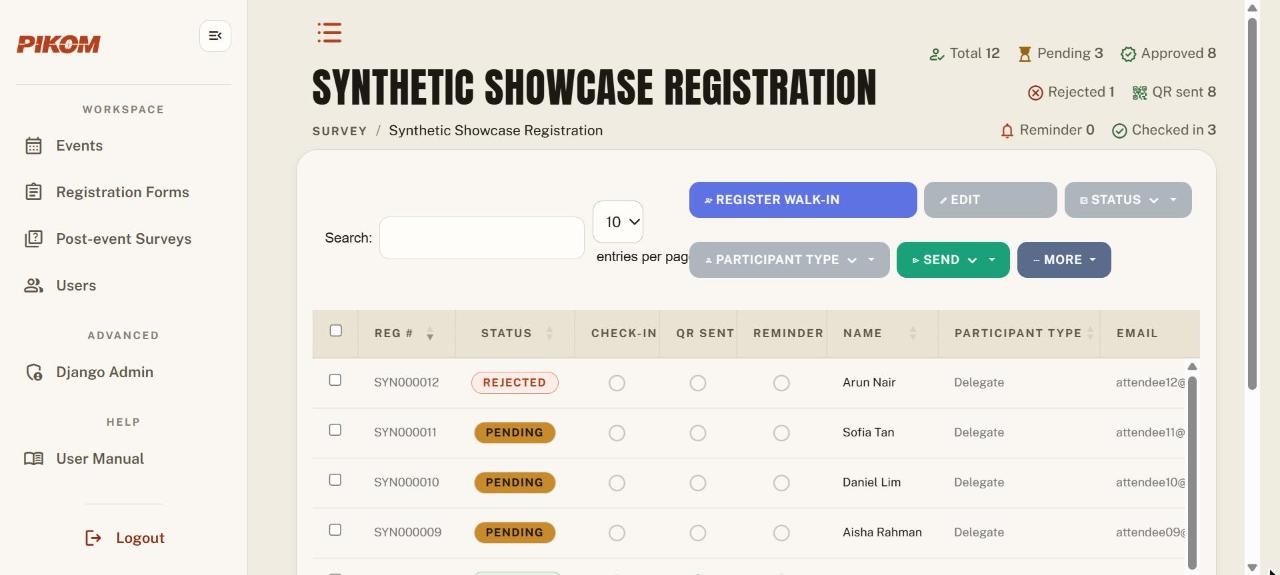 PIKOM
WORKSPACE
Events
Registration Forms
Post-event Surveys
Users
ADVANCED
Django Admin
HELP
User Manual
Logout
SYNTHETIC SHOWCASE REGISTRATION
SURVEY / Synthetic Showcase Registration
Total 12 Pending 3 Approved 8
Rejected 1 QR sent 8
Reminder 0 Checked in 3
Search:
10
entries per pag
REGISTER WALK-IN EDIT STATUS
PARTICIPANT TYPE SEND MORE
REG # STATUS CHECK-IN QR SENT REMINDER NAME PARTICIPANT TYPE EMAIL
SYN000012 REJECTED Arun Nair Delegate attendee12@
SYN000011 PENDING Sofia Tan Delegate attendee11@
SYN000010 PENDING Daniel Lim Delegate attendee10@
SYN000009 PENDING Aisha Rahman Delegate attendee09@